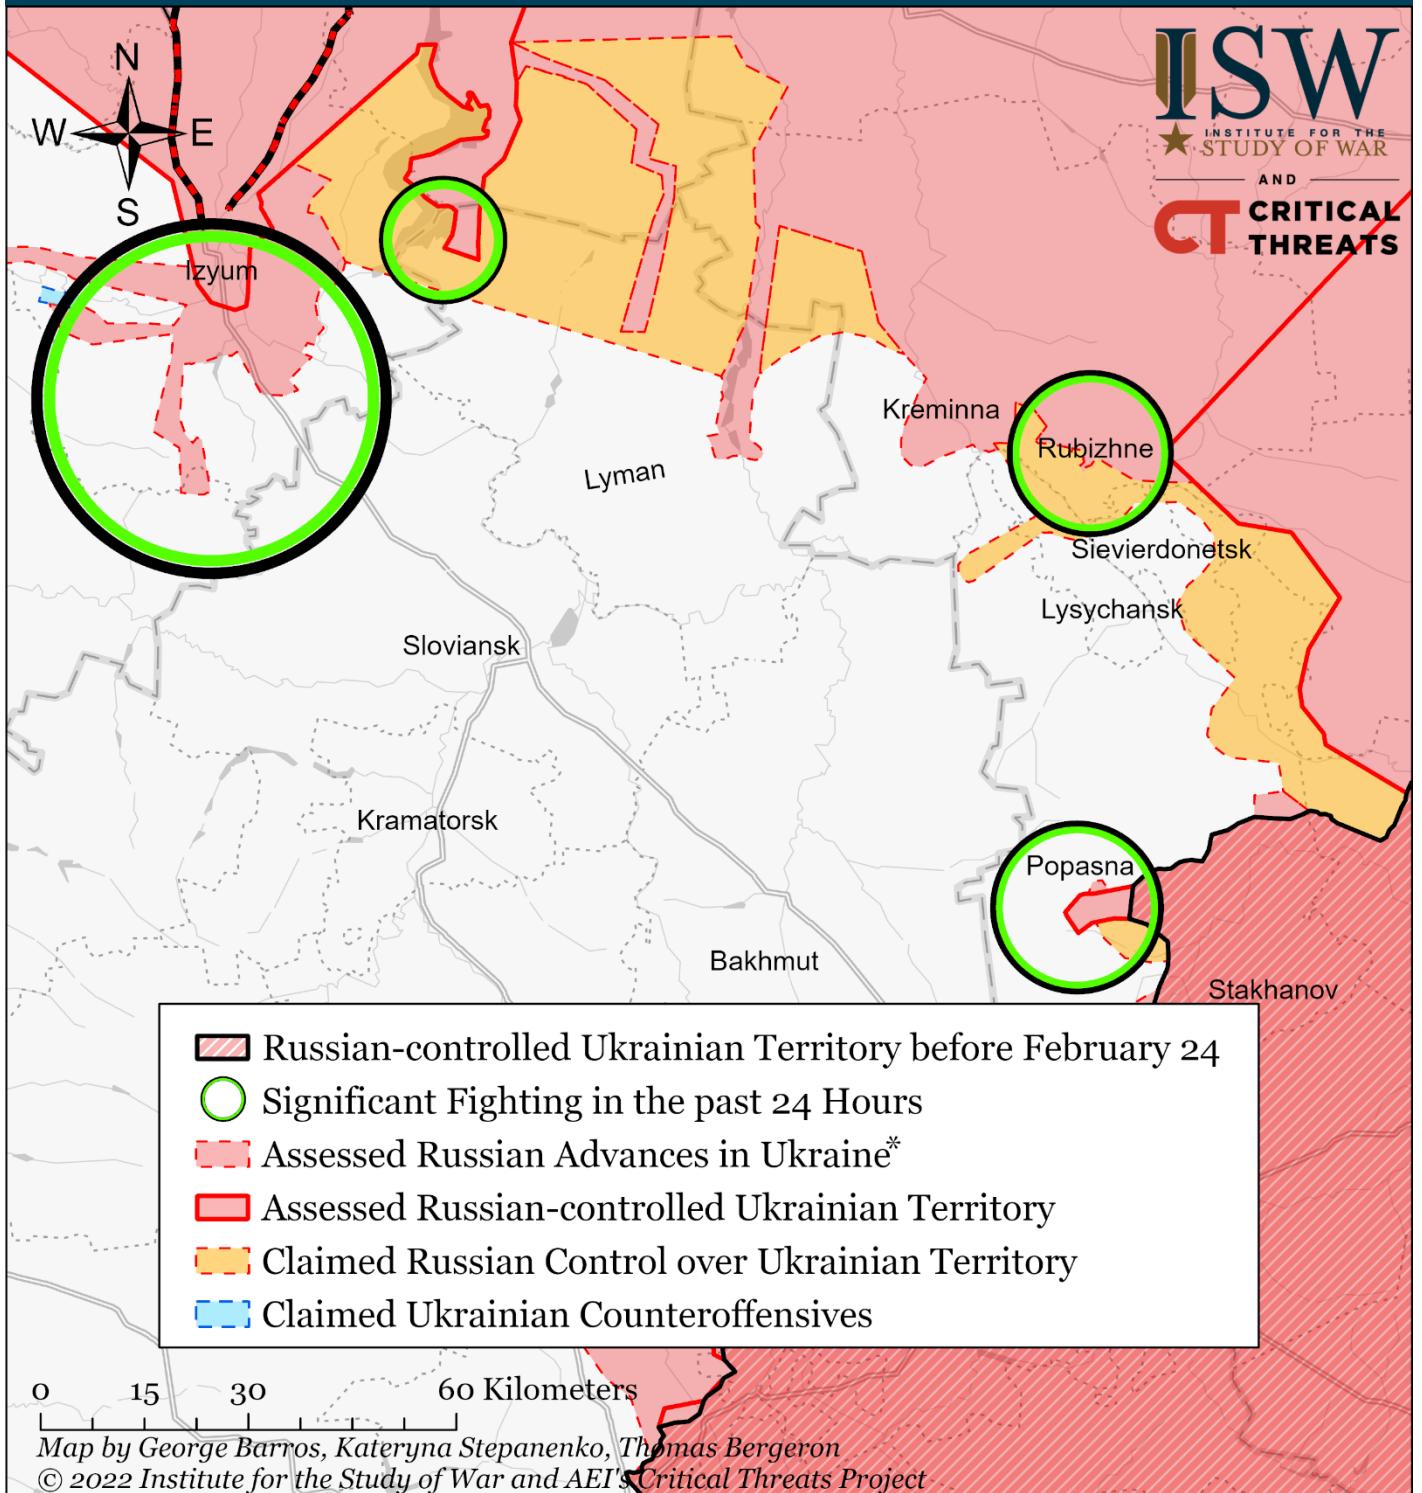 N
W E
S
ISW
INSTITUTE FOR THE
STUDY OF WAR
AND
CT CRITICAL
THREATS
Izyum
Kreminna
Rubizhne
Lyman
Sievierdonetsk
Lysychansk
Sloviansk
Kramatorsk
Popasna
Bakhmut
Stakhanov
Russian-controlled Ukrainian Territory before February 24
Significant Fighting in the past 24 Hours
Assessed Russian Advances in Ukraine*
Assessed Russian-controlled Ukrainian Territory
Claimed Russian Control over Ukrainian Territory
Claimed Ukrainian Counteroffensives
0 15 30 60 Kilometers
Map by George Barros, Kateryna Stepanenko, Thomas Bergeron
© 2022 Institute for the Study of War and AEI's Critical Threats Project